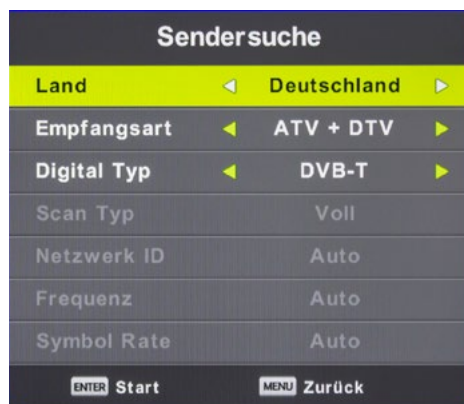 Sendersuche
Land Deutschland
Empfangsart ATV + DTV
Digital Typ DVB-T
Scan Typ Voll
Netzwerk ID Auto
Frequenz Auto
Symbol Rate Auto
ENTER Start MENU Zurück